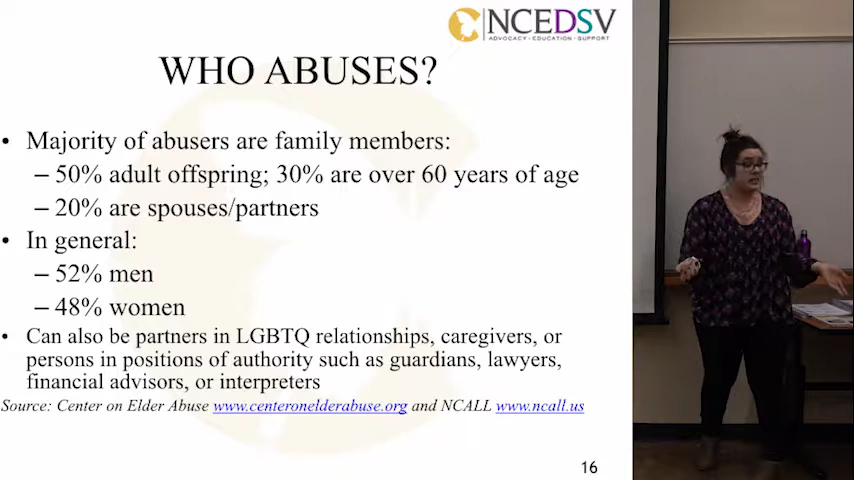 NCEDSV
ADVOCACY • EDUCATION • SUPPORT
WHO ABUSES?
• Majority of abusers are family members:
– 50% adult offspring; 30% are over 60 years of age
– 20% are spouses/partners
• In general:
– 52% men
– 48% women
• Can also be partners in LGBTQ relationships, caregivers, or
persons in positions of authority such as guardians, lawyers,
financial advisors, or interpreters
Source: Center on Elder Abuse www.centeronelderabuse.org and NCALL www.ncall.us
16